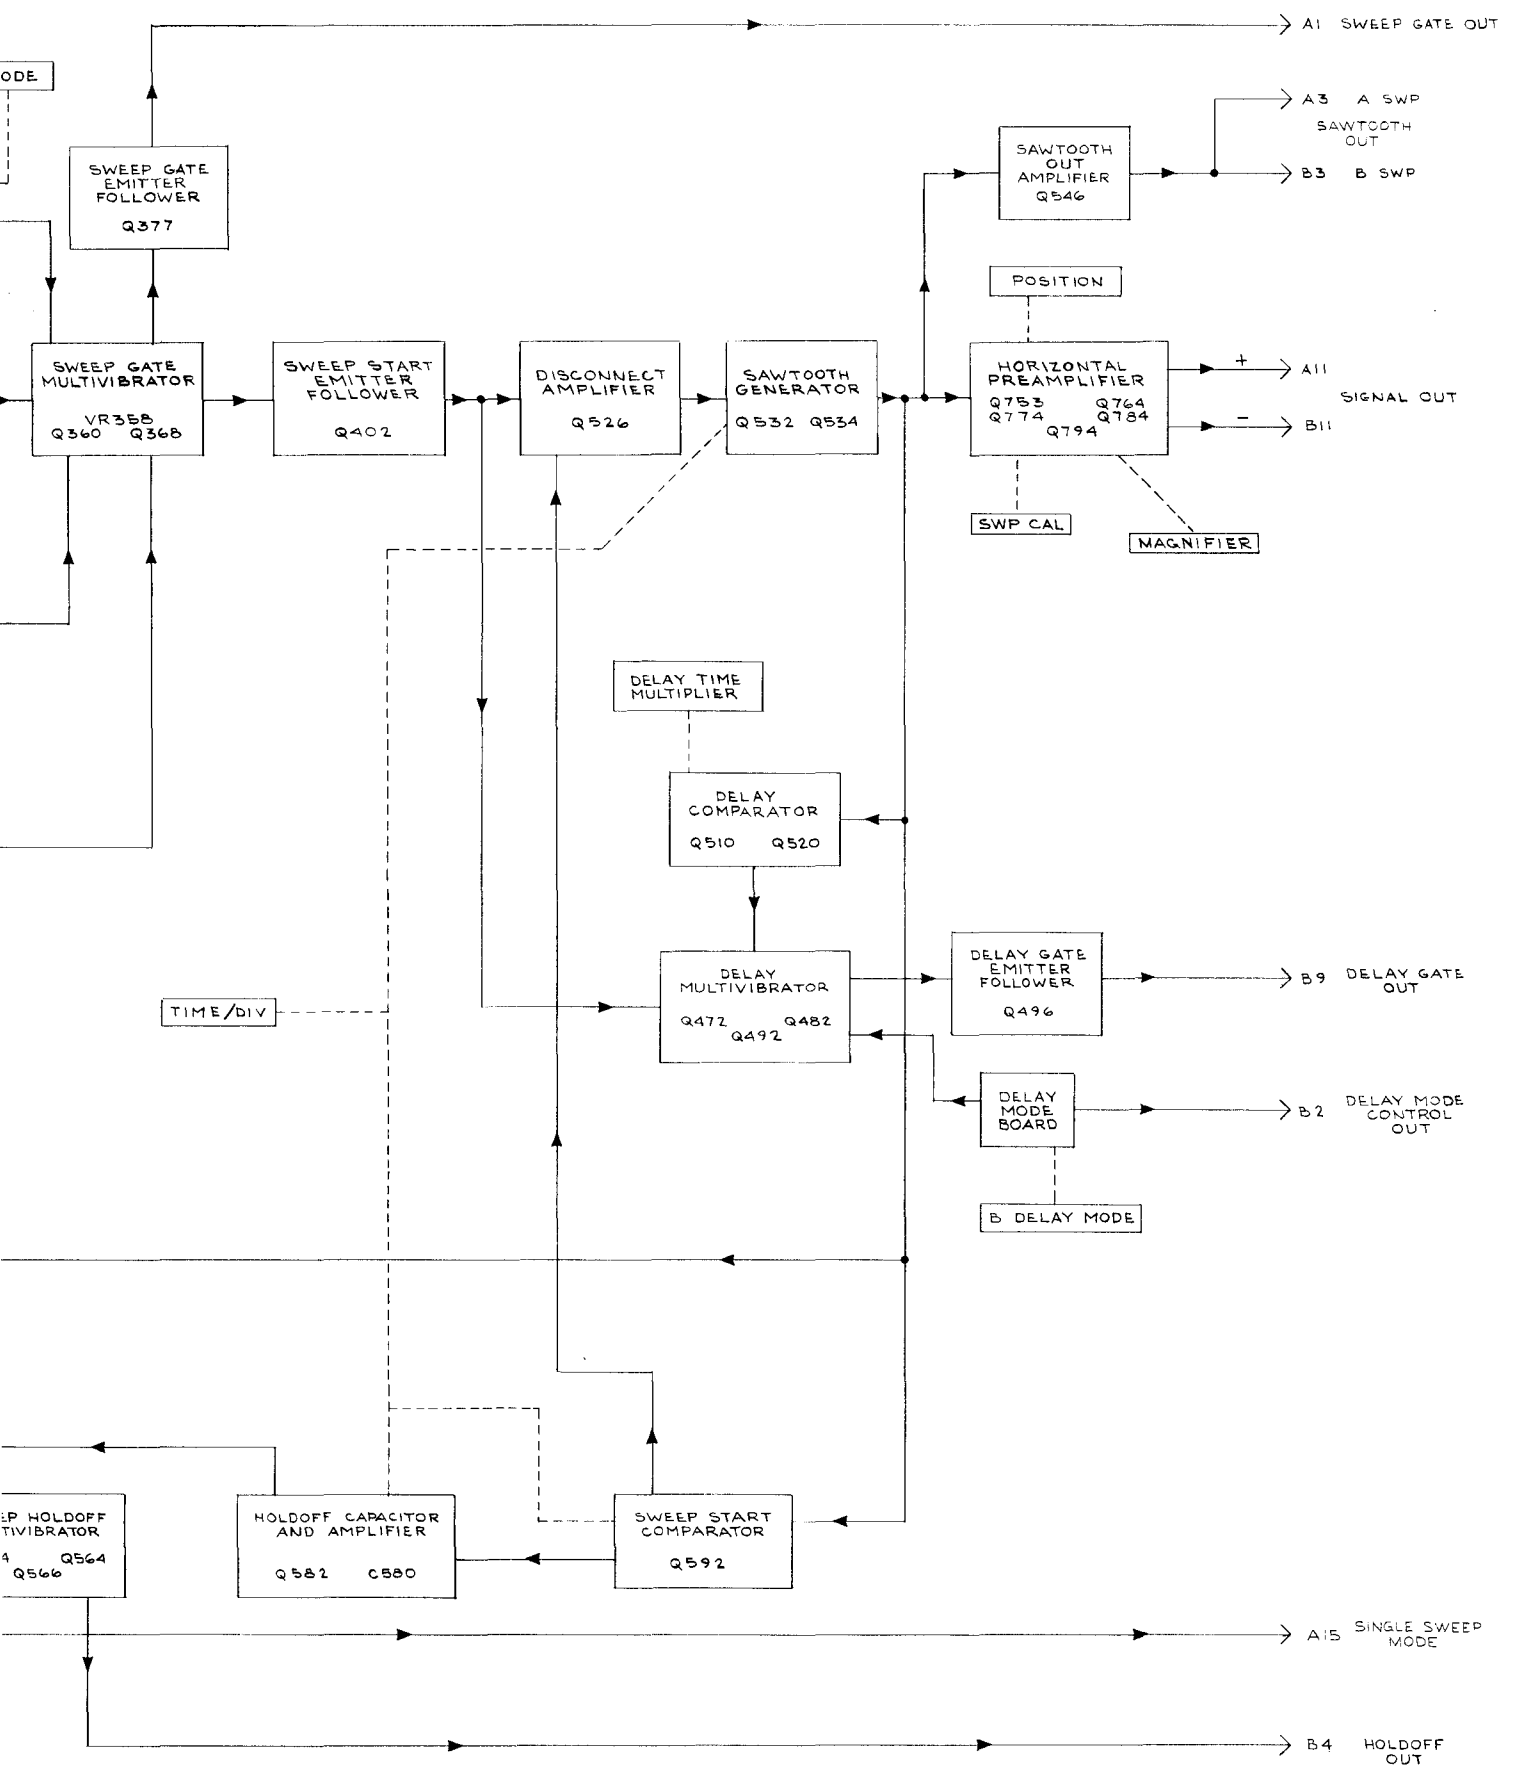 A1 SWEEP GATE OUT
ODE
A3 A SWP
SAWTOOTH
OUT
B3 B SWP
SAWTOOTH
OUT
AMPLIFIER
Q546
SWEEP GATE
EMITTER
FOLLOWER
Q377
POSITION
SWEEP GATE
MULTIVIBRATOR
VR358
Q360 Q368
SWEEP START
EMITTER
FOLLOWER
Q402
DISCONNECT
AMPLIFIER
Q526
SAWTOOTH
GENERATOR
Q532 Q534
HORIZONTAL
PREAMPLIFIER
Q753 Q764
Q774 Q784
Q794
+ A11
SIGNAL OUT
- B11
SWP CAL
MAGNIFIER
DELAY TIME
MULTIPLIER
DELAY
COMPARATOR
Q510 Q520
DELAY
MULTIVIBRATOR
Q472 Q482
Q492
DELAY GATE
EMITTER
FOLLOWER
Q496
B9 DELAY GATE
OUT
TIME/DIV
DELAY
MODE
BOARD
B2 DELAY MODE
CONTROL
OUT
B DELAY MODE
EP HOLDOFF
TIVIBRATOR
4 Q564
Q566
HOLDOFF CAPACITOR
AND AMPLIFIER
Q582 C580
SWEEP START
COMPARATOR
Q592
A15 SINGLE SWEEP
MODE
B4 HOLDOFF
OUT